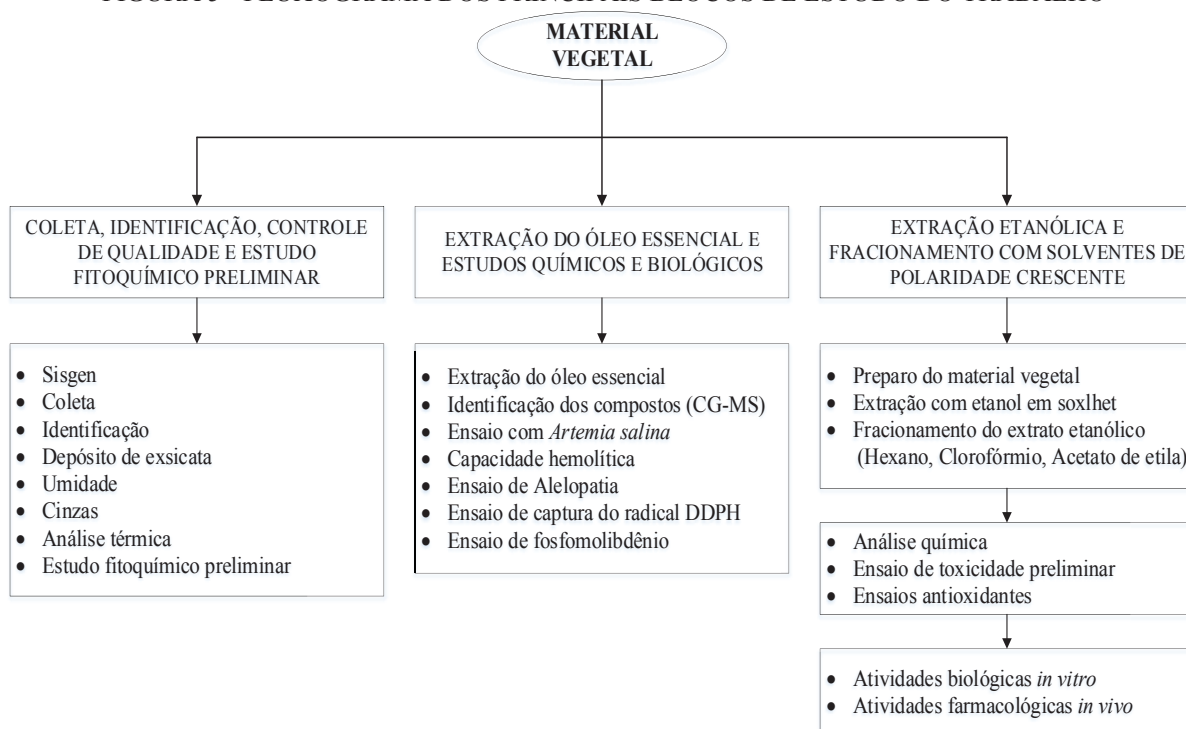 MATERIAL
VEGETAL
COLETA, IDENTIFICAÇÃO, CONTROLE
DE QUALIDADE E ESTUDO
FITOQUÍMICO PRELIMINAR
EXTRAÇÃO DO ÓLEO ESSENCIAL E
ESTUDOS QUÍMICOS E BIOLÓGICOS
EXTRAÇÃO ETANÓLICA E
FRACIONAMENTO COM SOLVENTES DE
POLARIDADE CRESCENTE
• Sisgen
• Coleta
• Identificação
• Depósito de exsicata
• Umidade
• Cinzas
• Análise térmica
• Estudo fitoquímico preliminar
• Extração do óleo essencial
• Identificação dos compostos (CG-MS)
• Ensaio com Artemia salina
• Capacidade hemolítica
• Ensaio de Alelopatia
• Ensaio de captura do radical DDPH
• Ensaio de fosfomolibdênio
• Preparo do material vegetal
• Extração com etanol em soxlhet
• Fracionamento do extrato etanólico
(Hexano, Clorofórmio, Acetato de etila)
• Análise química
• Ensaio de toxicidade preliminar
• Ensaios antioxidantes
• Atividades biológicas in vitro
• Atividades farmacológicas in vivo